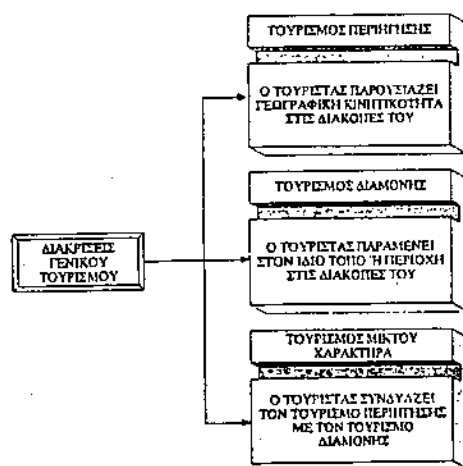 ΤΟΥΡΙΣΜΟΣ ΠΕΡΙΗΓΗΣΗΣ
Ο ΤΟΥΡΙΣΤΑΣ ΠΑΡΟΥΣΙΑΖΕΙ
ΓΕΩΓΡΑΦΙΚΗ ΚΙΝΗΤΙΚΟΤΗΤΑ
ΣΤΙΣ ΔΙΑΚΟΠΕΣ ΤΟΥ
ΔΙΑΚΡΙΣΕΙΣ
ΓΕΝΙΚΟΥ
ΤΟΥΡΙΣΜΟΥ
ΤΟΥΡΙΣΜΟΣ ΔΙΑΜΟΝΗΣ
Ο ΤΟΥΡΙΣΤΑΣ ΠΑΡΑΜΕΝΕΙ
ΣΤΟΝ ΙΔΙΟ ΤΟΠΟ Ή ΠΕΡΙΟΧΗ
ΣΤΙΣ ΔΙΑΚΟΠΕΣ ΤΟΥ
ΤΟΥΡΙΣΜΟΣ ΜΙΚΤΟΥ
ΧΑΡΑΚΤΗΡΑ
Ο ΤΟΥΡΙΣΤΑΣ ΣΥΝΔΥΑΖΕΙ
ΤΟΝ ΤΟΥΡΙΣΜΟ ΠΕΡΙΗΓΗΣΗΣ
ΜΕ ΤΟΝ ΤΟΥΡΙΣΜΟ
ΔΙΑΜΟΝΗΣ